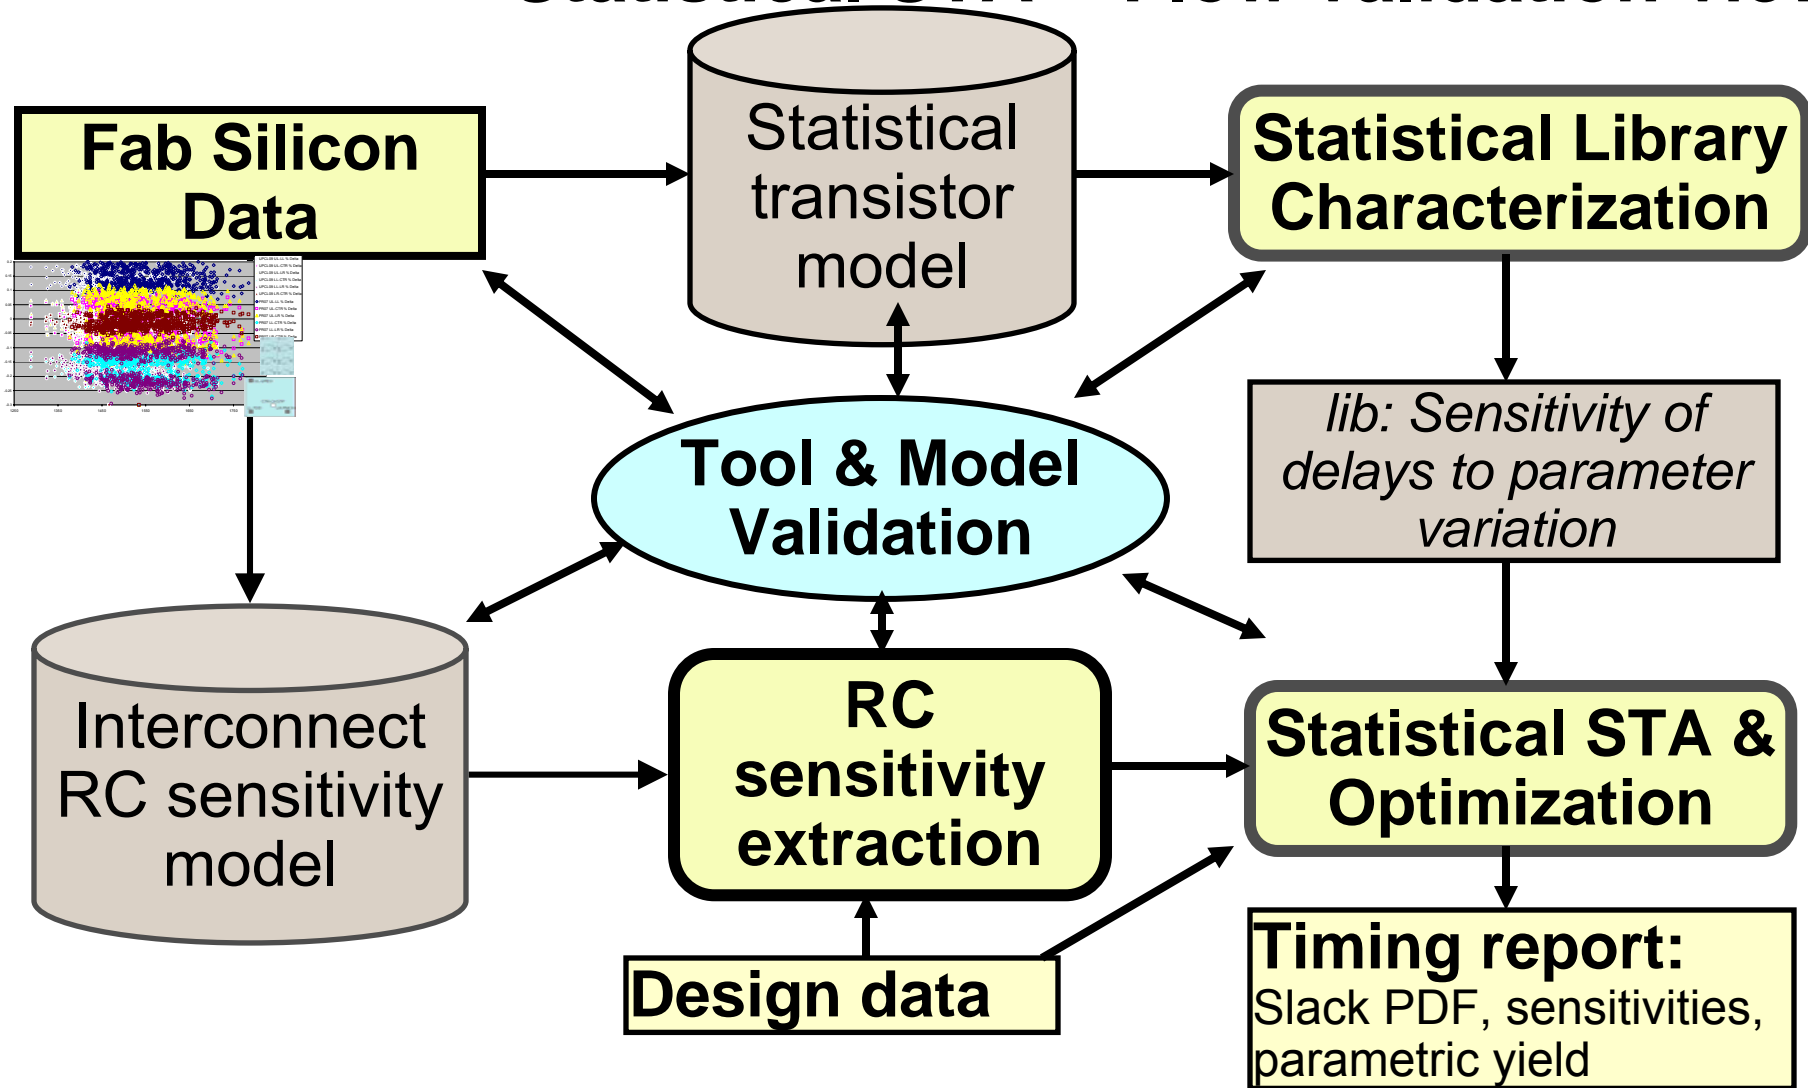 Fab Silicon
Data
Statistical
transistor
model
Statistical Library
Characterization
lib: Sensitivity of
delays to parameter
variation
Tool & Model
Validation
Interconnect
RC sensitivity
model
RC
sensitivity
extraction
Statistical STA &
Optimization
Design data
Timing report:
Slack PDF, sensitivities,
parametric yield